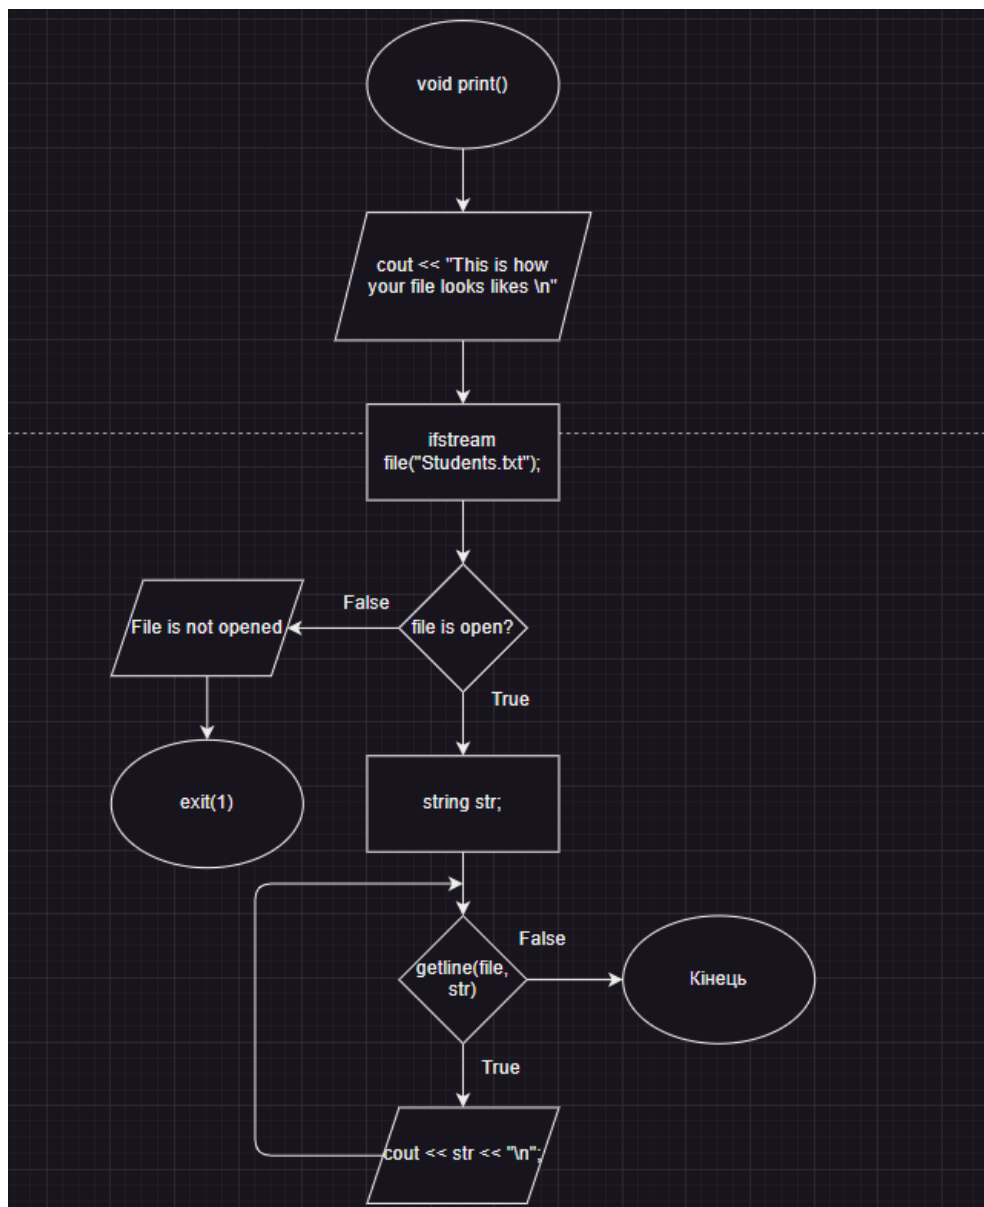 void print()
cout << "This is how
your file looks likes \n"
ifstream
file("Students.txt");
file is open?
False
File is not opened
exit(1)
True
string str;
getline(file,
str)
False
Кінець
True
cout << str << "\n";